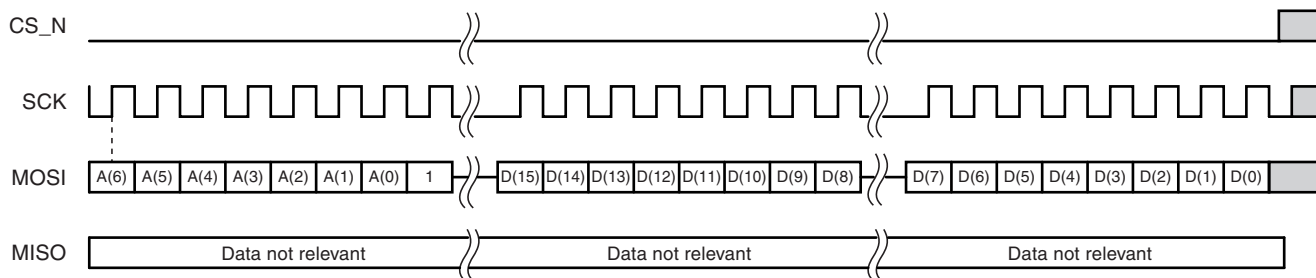 CS_N
SCK
MOSI A(6) A(5) A(4) A(3) A(2) A(1) A(0) 1 D(15) D(14) D(13) D(12) D(11) D(10) D(9) D(8) D(7) D(6) D(5) D(4) D(3) D(2) D(1) D(0)
MISO Data not relevant Data not relevant Data not relevant